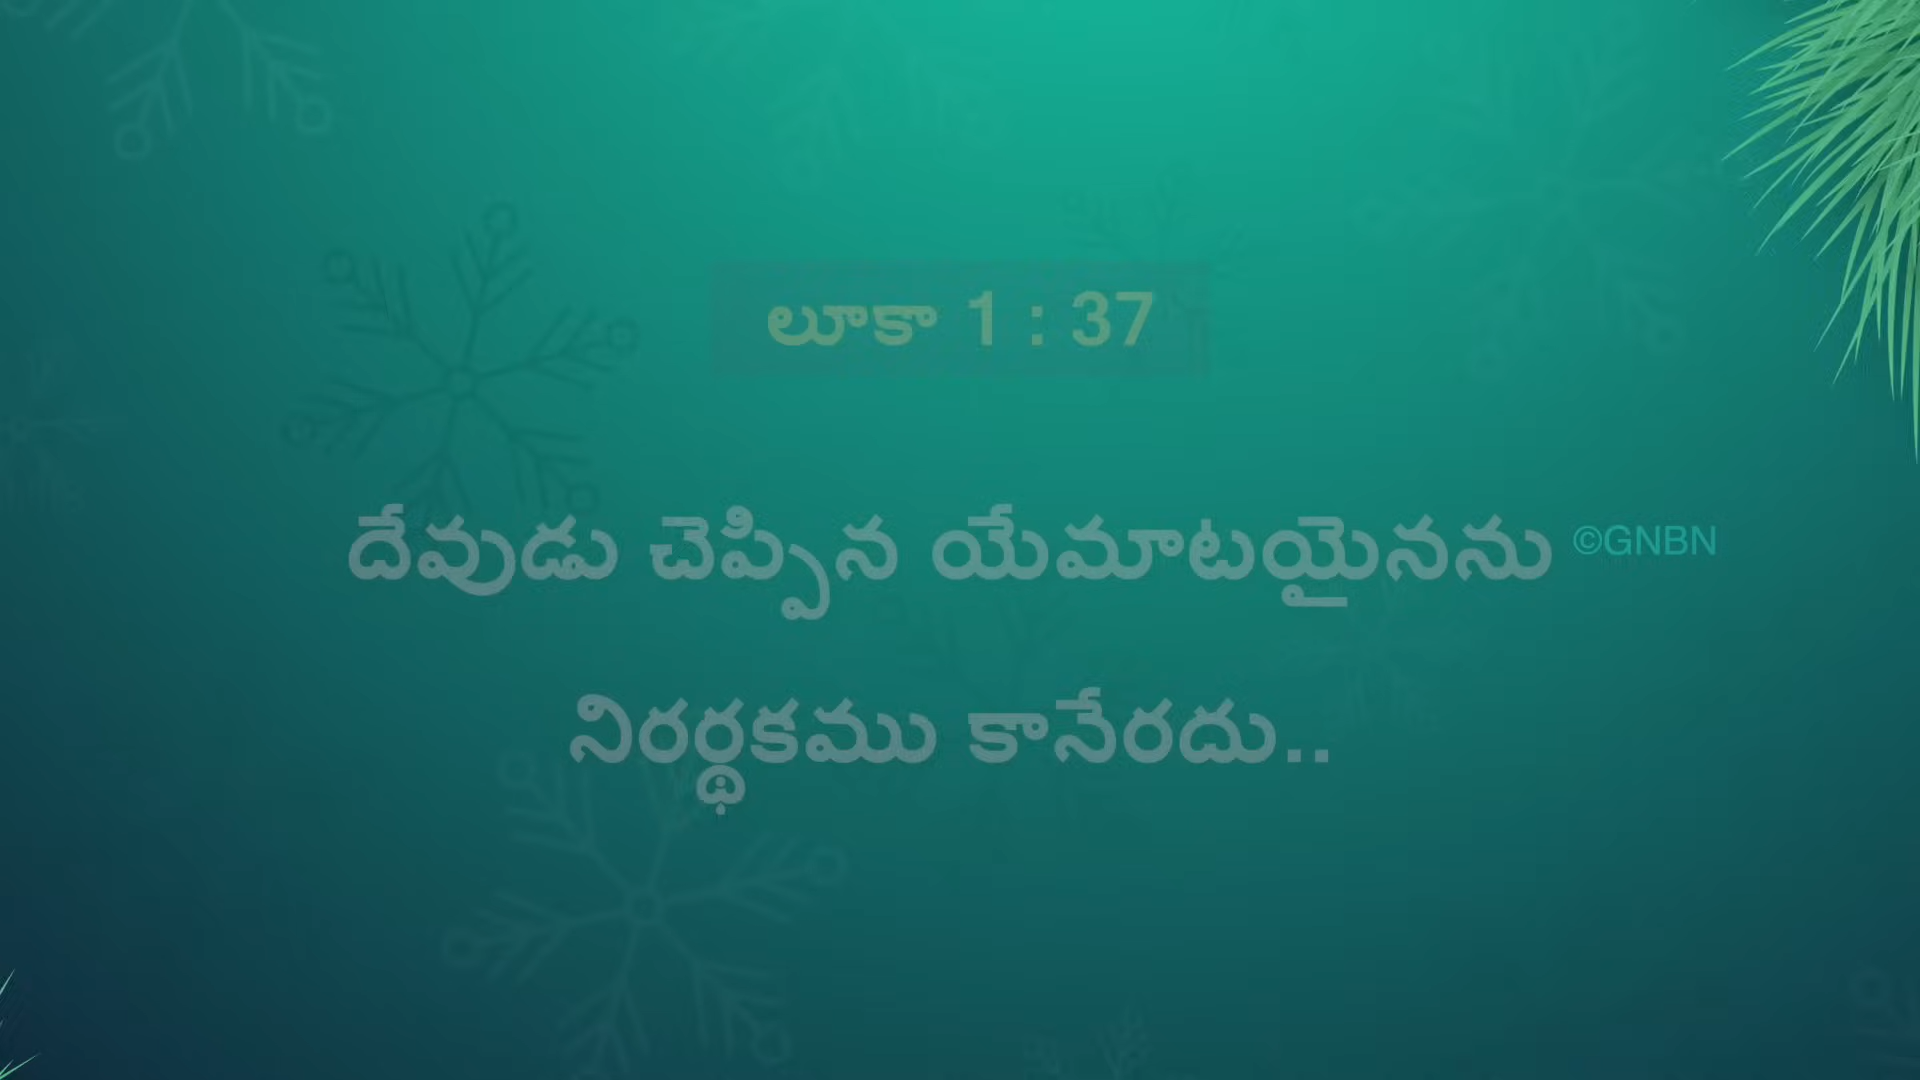 లూకా 1 : 37
దేవుడు చెప్పిన యేమాటయైనను ©GNBN
నిరర్థకము కానేరదు..